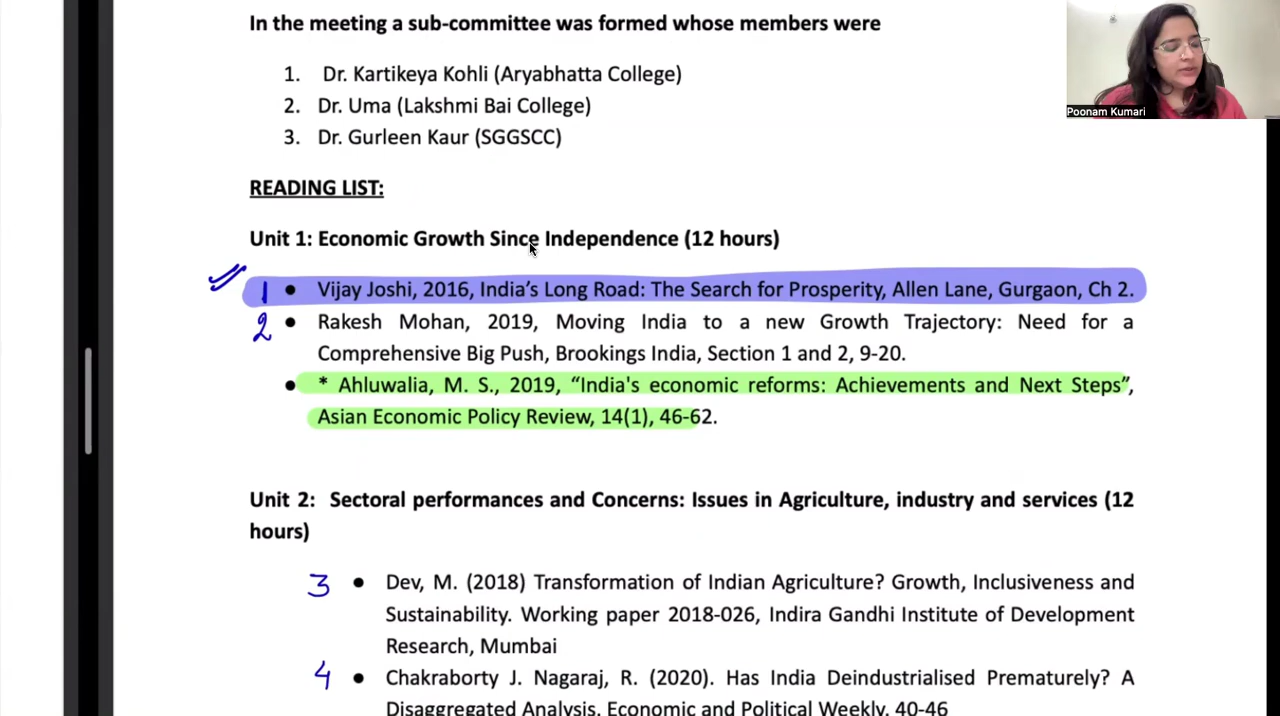 In the meeting a sub-committee was formed whose members were
Poonam Kumari
1. Dr. Kartikeya Kohli (Aryabhatta College)
2. Dr. Uma (Lakshmi Bai College)
3. Dr. Gurleen Kaur (SGGSCC)
READING LIST:
Unit 1: Economic Growth Since Independence (12 hours)
1 ● Vijay Joshi, 2016, India’s Long Road: The Search for Prosperity, Allen Lane, Gurgaon, Ch 2.
2 ● Rakesh Mohan, 2019, Moving India to a new Growth Trajectory: Need for a
Comprehensive Big Push, Brookings India, Section 1 and 2, 9-20.
● * Ahluwalia, M. S., 2019, “India's economic reforms: Achievements and Next Steps”,
Asian Economic Policy Review, 14(1), 46-62.
Unit 2: Sectoral performances and Concerns: Issues in Agriculture, industry and services (12
hours)
3 ● Dev, M. (2018) Transformation of Indian Agriculture? Growth, Inclusiveness and
Sustainability. Working paper 2018-026, Indira Gandhi Institute of Development
Research, Mumbai
4 ● Chakraborty J. Nagaraj, R. (2020). Has India Deindustrialised Prematurely? A
Disaggregated Analysis. Economic and Political Weekly. 40-46